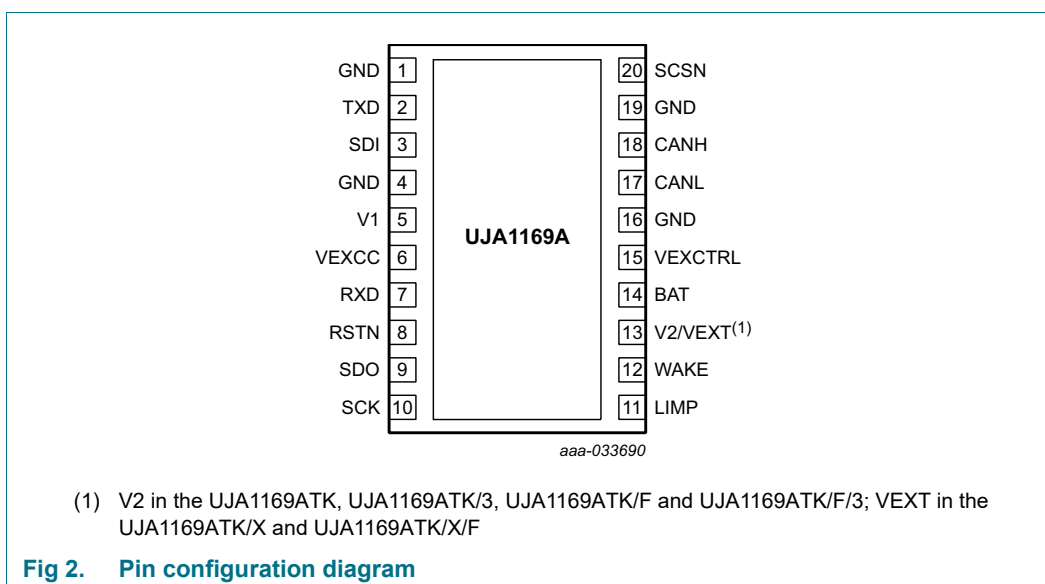 GND 1 20 SCSN
TXD 2 19 GND
SDI 3 18 CANH
GND 4 17 CANL
V1 5 16 GND
UJA1169A
VEXCC 6 15 VEXCTRL
RXD 7 14 BAT
RSTN 8 13 V2/VEXT(1)
SDO 9 12 WAKE
SCK 10 11 LIMP
aaa-033690
(1) V2 in the UJA1169ATK, UJA1169ATK/3, UJA1169ATK/F and UJA1169ATK/F/3; VEXT in the
UJA1169ATK/X and UJA1169ATK/X/F
Fig 2. Pin configuration diagram